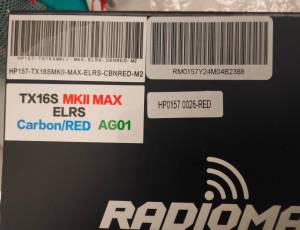 HP157-TX16SMKII-MAX-ELRS-CBNRED-M2
HP157-TX16SMKII-MAX-ELRS-CBNRED-M2
RM0157Y24M04B2388
TX16S MKII MAX
ELRS
Carbon/RED AG01
HP0157.0026-RED
RADIOMA